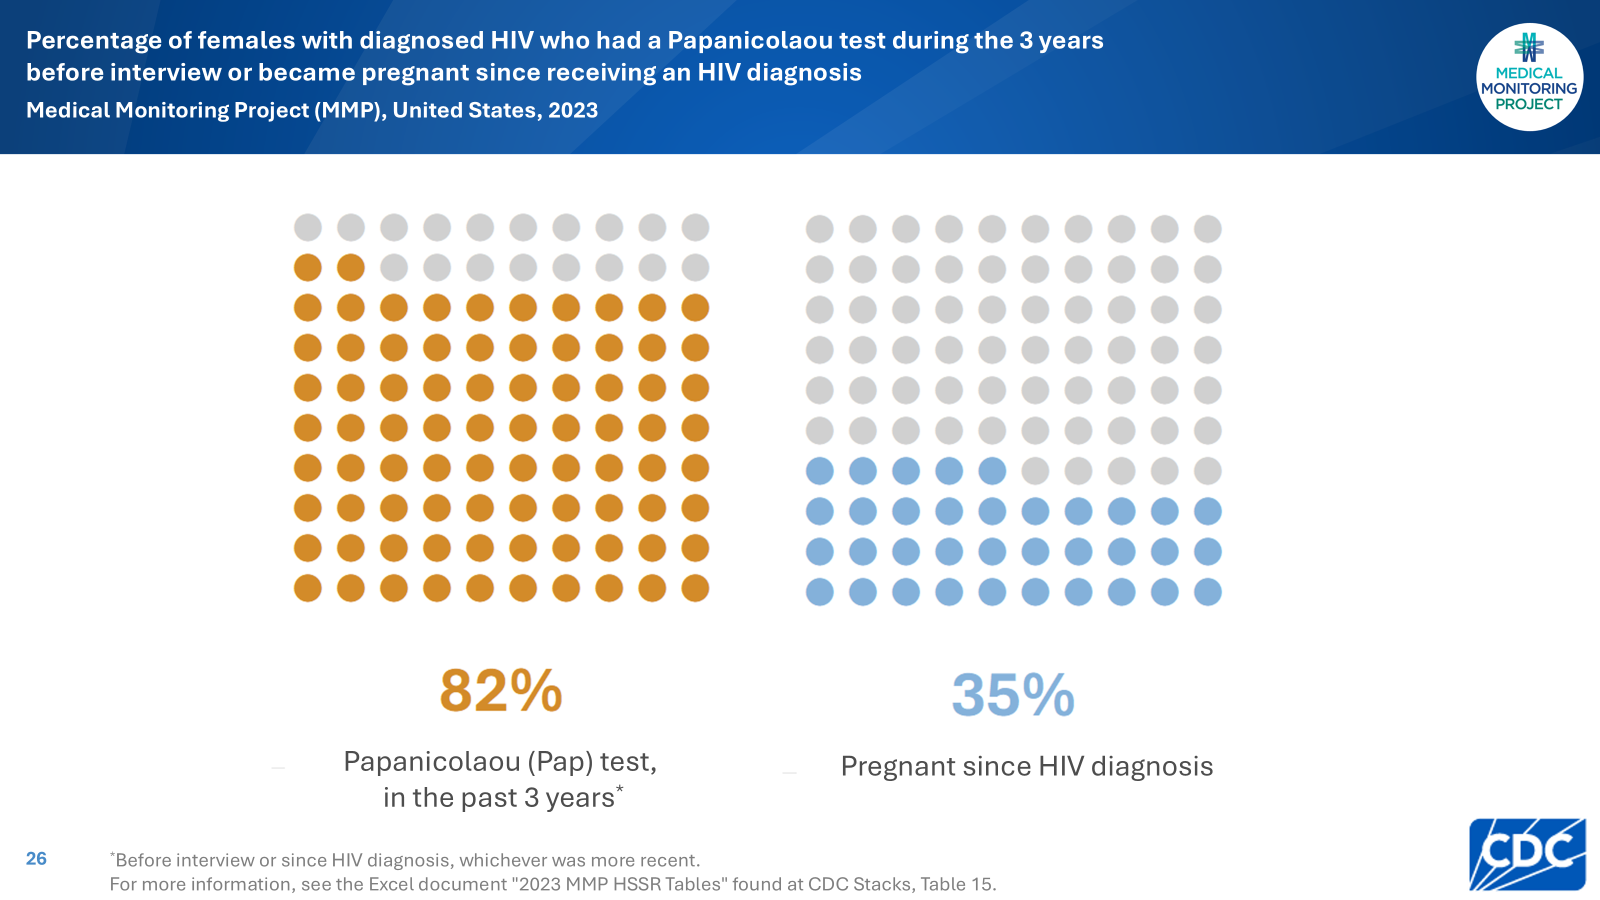 Percentage of females with diagnosed HIV who had a Papanicolaou test during the 3 years
before interview or became pregnant since receiving an HIV diagnosis
Medical Monitoring Project (MMP), United States, 2023
MEDICAL
MONITORING
PROJECT
82%
Papanicolaou (Pap) test,
in the past 3 years*
35%
Pregnant since HIV diagnosis
26
*Before interview or since HIV diagnosis, whichever was more recent.
For more information, see the Excel document "2023 MMP HSSR Tables" found at CDC Stacks, Table 15.
CDC